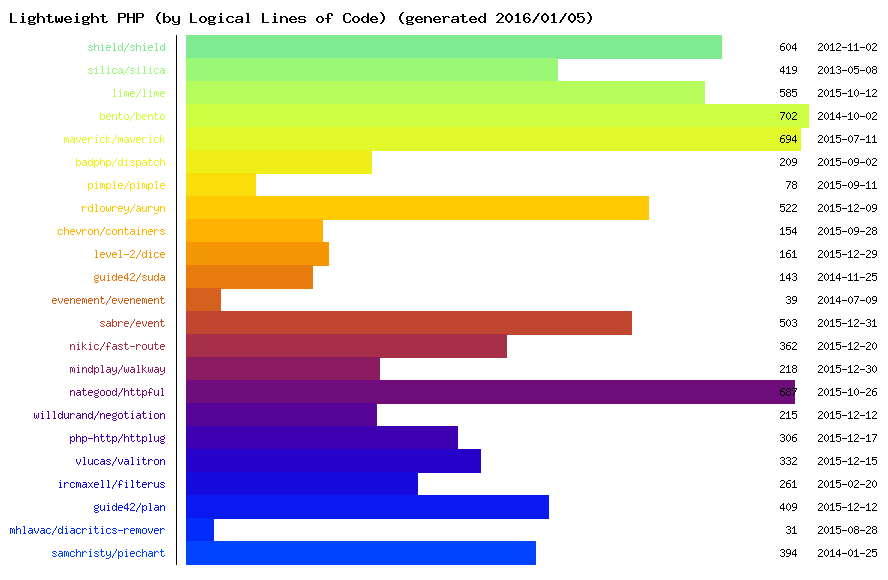 Lightweight PHP (by Logical Lines of Code) (generated 2016/01/05)
shield/shield 604 2012-11-02
silica/silica 419 2013-05-08
lime/lime 585 2015-10-12
bento/bento 702 2014-10-02
maverick/maverick 694 2015-07-11
badphp/dispatch 209 2015-09-02
pimple/pimple 78 2015-09-11
rdlowrey/auryn 522 2015-12-09
chevron/containers 154 2015-09-28
level-2/dice 161 2015-12-29
guide42/suda 143 2014-11-25
evenement/evenement 39 2014-07-09
sabre/event 503 2015-12-31
nikic/fast-route 362 2015-12-20
mindplay/walkway 218 2015-12-30
nategood/httpful 687 2015-10-26
willdurand/negotiation 215 2015-12-12
php-http/httplug 306 2015-12-17
vlucas/valitron 332 2015-12-15
ircmaxell/filterus 261 2015-02-20
guide42/plan 409 2015-12-12
mhlavac/diacritics-remover 31 2015-08-28
samchristy/piechart 394 2014-01-25